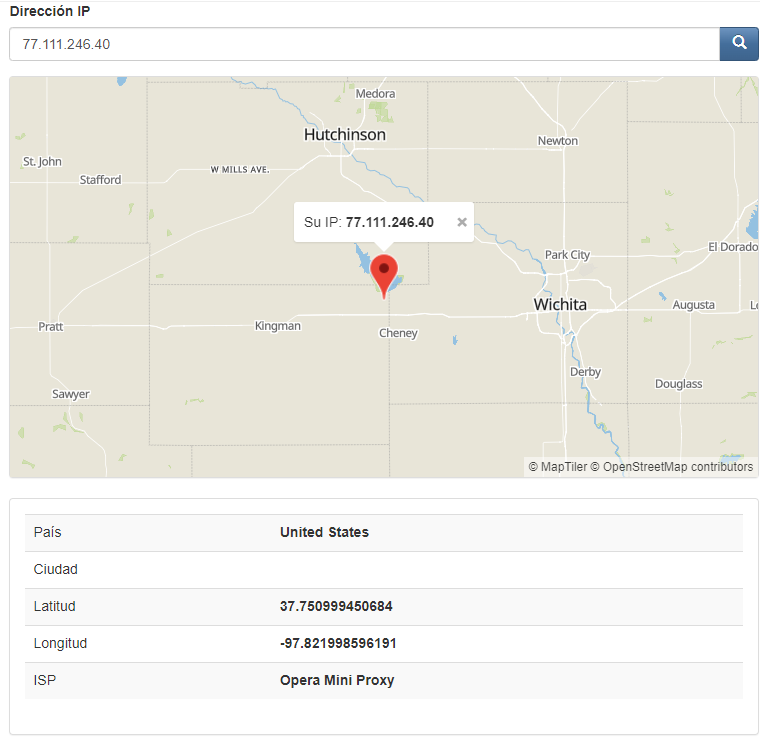 Dirección IP
77.111.246.40
Medora
Hutchinson
Newton
St. John
W MILLS AVE.
Stafford
Su IP: 77.111.246.40 ×
El Dorado
Park City
Wichita
Augusta
Le
Pratt
Kingman
Cheney
Derby
Douglass
Sawyer
© MapTiler © OpenStreetMap contributors
País United States
Ciudad
Latitud 37.750999450684
Longitud -97.821998596191
ISP Opera Mini Proxy